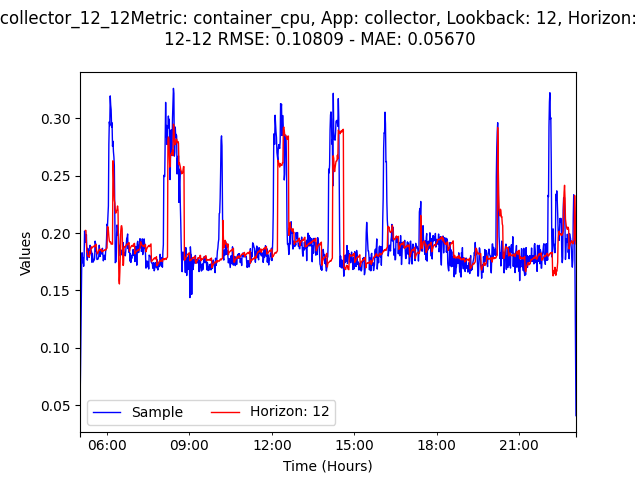 collector_12_12Metric: container_cpu, App: collector, Lookback: 12, Horizon:
12-12 RMSE: 0.10809 - MAE: 0.05670
0.30
0.25
0.20
0.15
0.10
0.05
Values
Sample
Horizon: 12
06:00
09:00
12:00
15:00
18:00
21:00
Time (Hours)